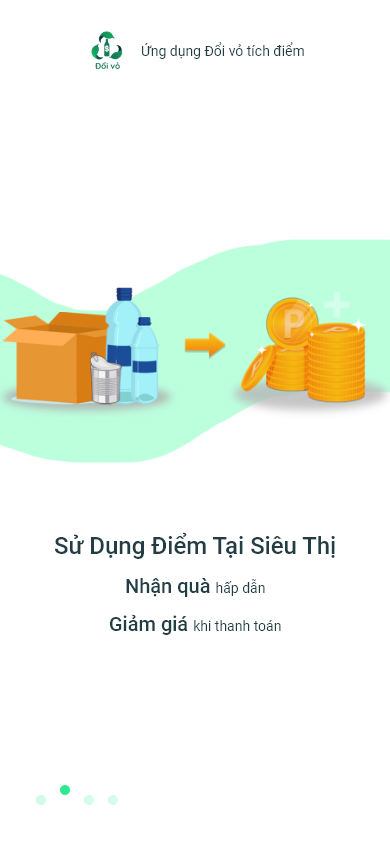 Đổi vỏ
Ứng dụng Đổi vỏ tích điểm
P
Sử Dụng Điểm Tại Siêu Thị
Nhận quà hấp dẫn
Giảm giá khi thanh toán